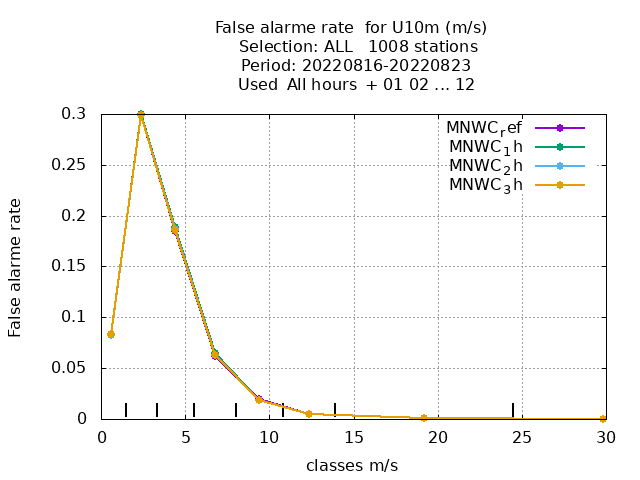 False alarme rate  for U10m (m/s)
Selection: ALL   1008 stations
Period: 20220816-20220823
Used  All hours  + 01 02 ... 12
MNWC_ref
MNWC_1h
MNWC_2h
MNWC_3h
0.3
0.25
0.2
0.15
0.1
0.05
0
False alarme rate
0 5 10 15 20 25 30
classes m/s